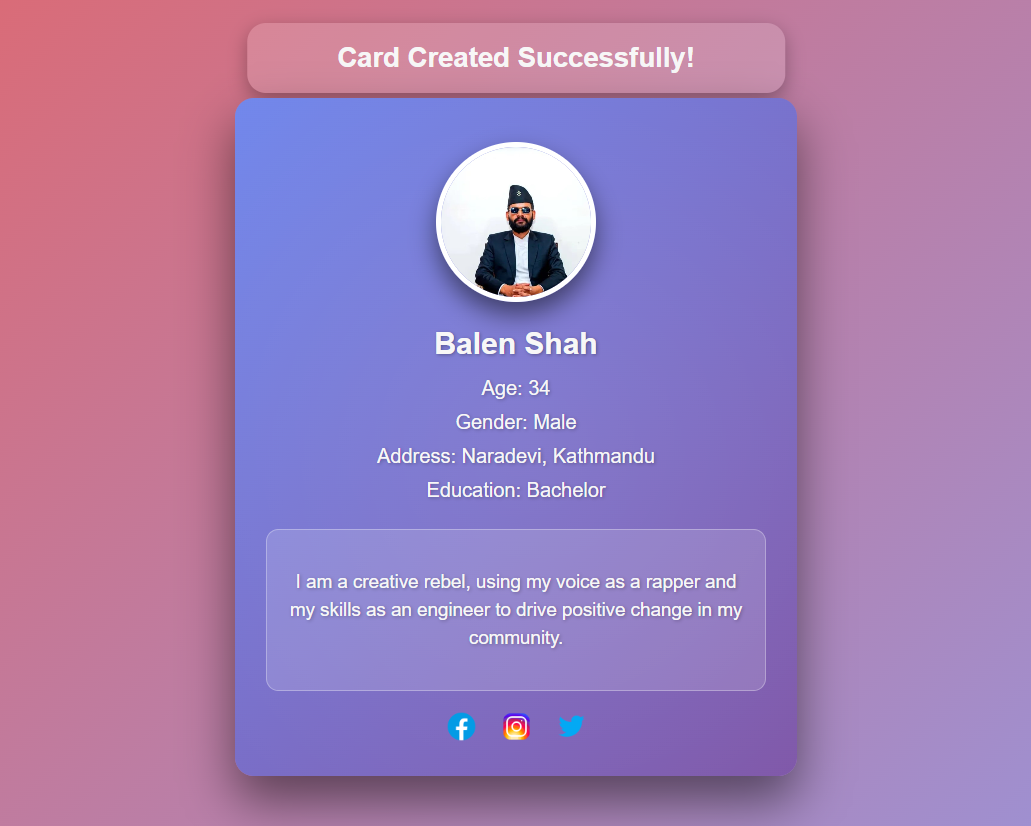 Card Created Successfully!
Balen Shah
Age: 34
Gender: Male
Address: Naradevi, Kathmandu
Education: Bachelor
I am a creative rebel, using my voice as a rapper and
my skills as an engineer to drive positive change in my
community.